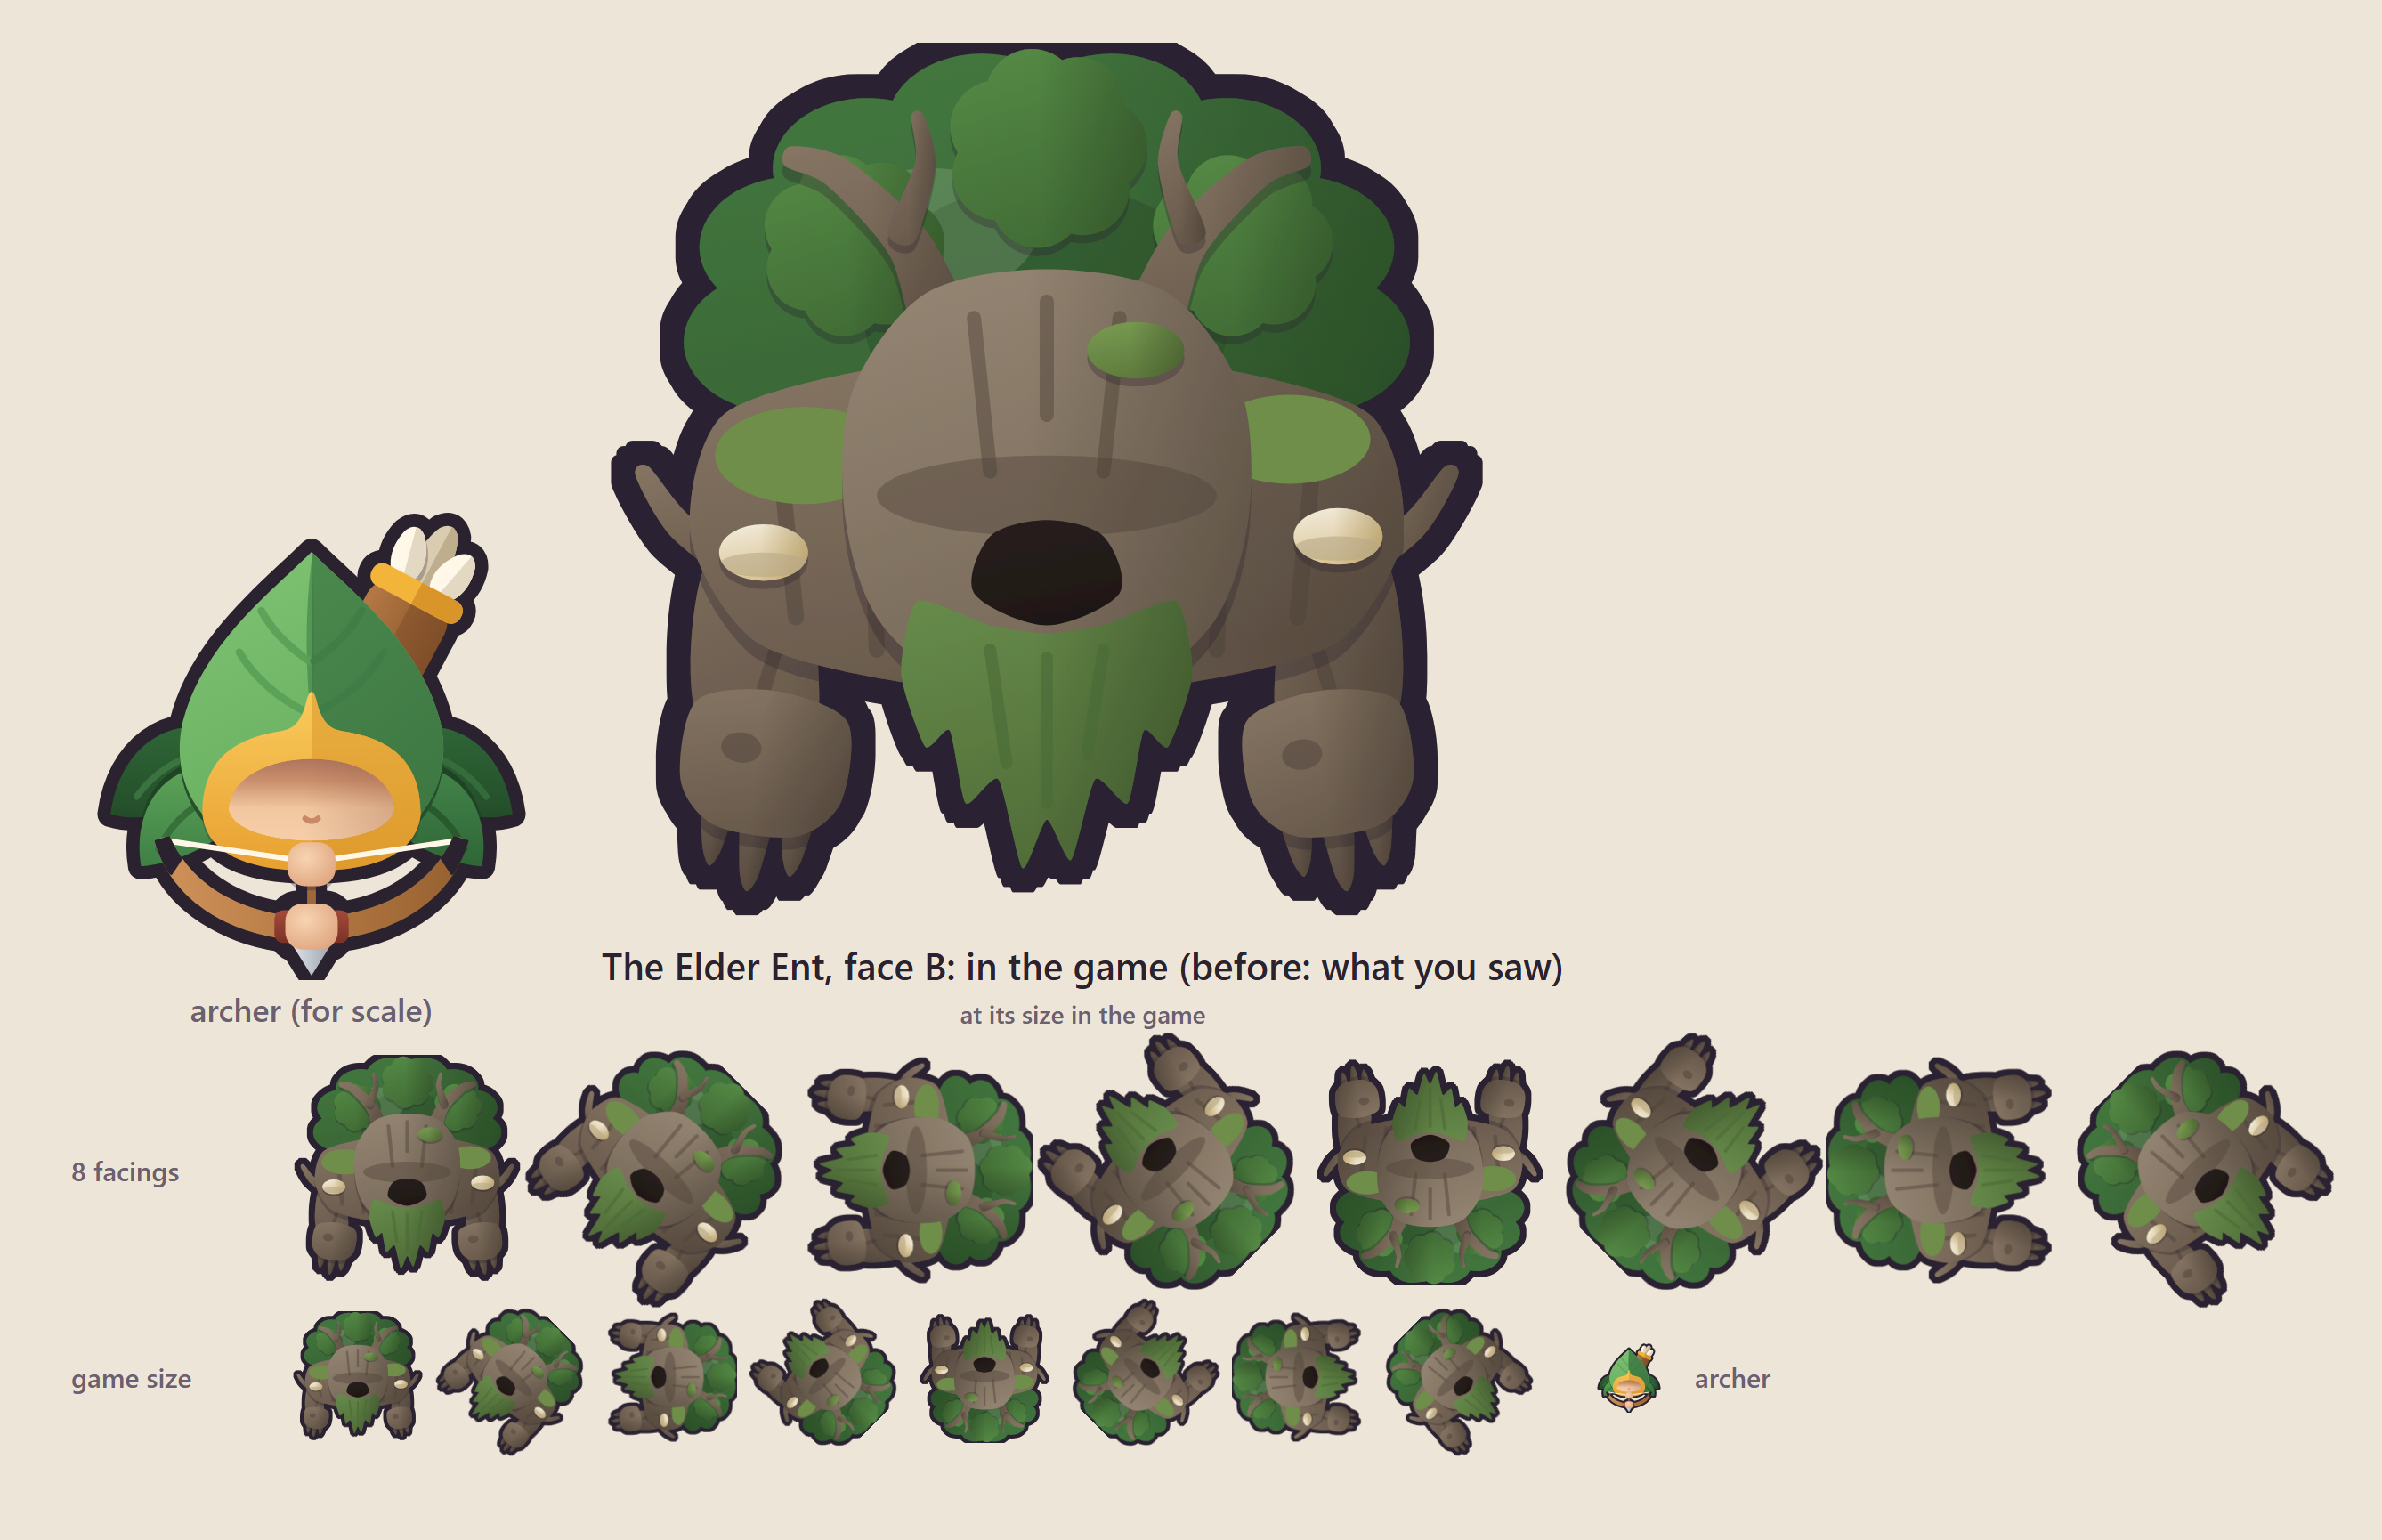 The Elder Ent, face B: in the game (before: what you saw)
archer (for scale)
at its size in the game
8 facings
game size
archer